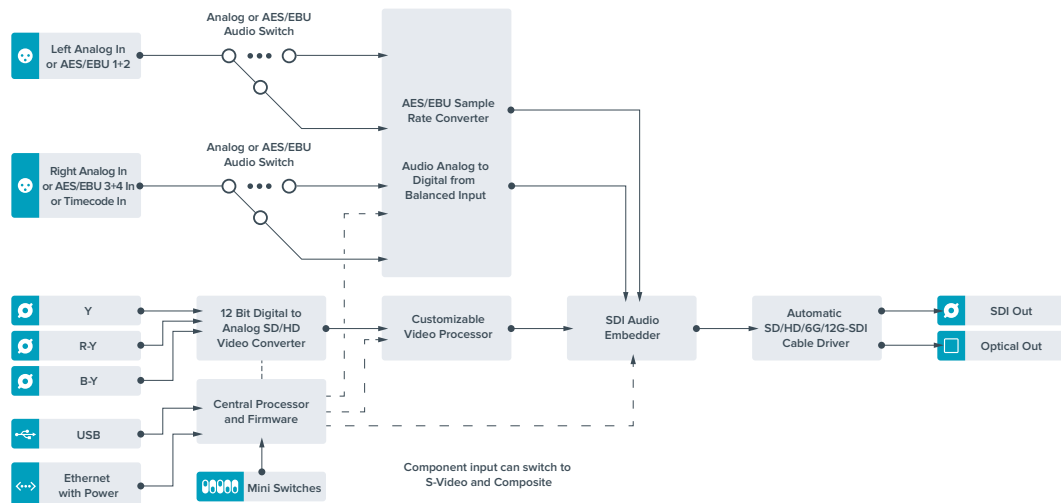 Analog or AES/EBU
Audio Switch
Left Analog In
or AES/EBU 1+2
AES/EBU Sample
Rate Converter
Analog or AES/EBU
Audio Switch
Right Analog In
or AES/EBU 3+4 In
or Timecode In
Audio Analog to
Digital from
Balanced Input
Y
R-Y
B-Y
12 Bit Digital to
Analog SD/HD
Video Converter
Customizable
Video Processor
SDI Audio
Embedder
Automatic
SD/HD/6G/12G-SDI
Cable Driver
SDI Out
Optical Out
Central Processor
and Firmware
USB
Ethernet
with Power
Mini Switches
Component input can switch to
S-Video and Composite